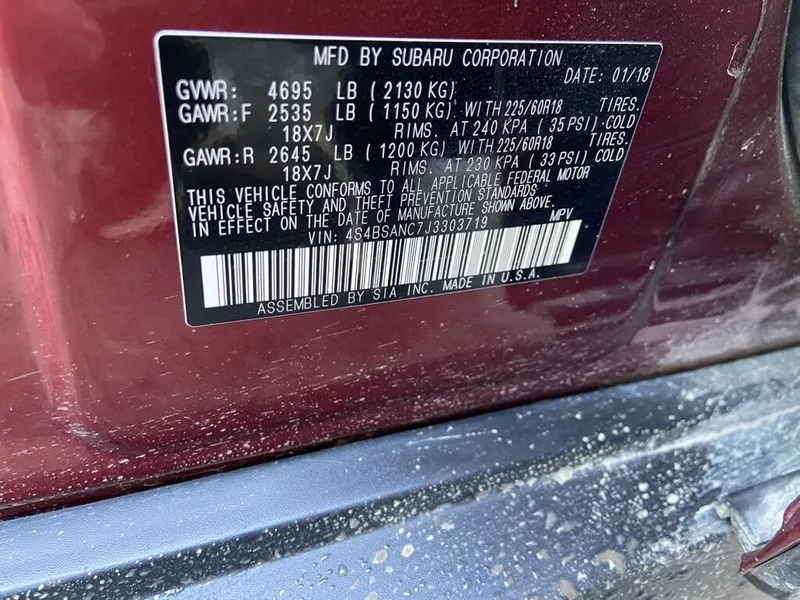 MFD BY SUBARU CORPORATION
DATE: 01/18
GVWR: 4695 LB (2130 KG)
GAWR:F 2535 LB (1150 KG) WITH 225/60R18 TIRES.
18X7J RIMS. AT 240 KPA (35 PSI) COLD
GAWR:R 2645 LB (1200 KG) WITH 225/60R18 TIRES.
18X7J RIMS. AT 230 KPA (33 PSI) COLD
THIS VEHICLE CONFORMS TO ALL APPLICABLE FEDERAL MOTOR
VEHICLE SAFETY AND THEFT PREVENTION STANDARDS
IN EFFECT ON THE DATE OF MANUFACTURE SHOWN ABOVE.
VIN: 4S4BSANC7J3303719 MPV
ASSEMBLED BY SIA INC. MADE IN U.S.A.